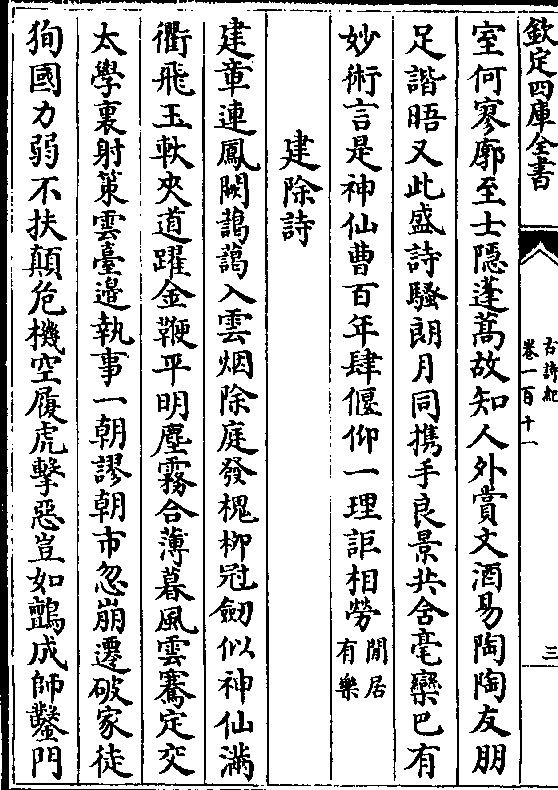 欽定四庫全書
古詩紀
卷一百十一
三
室何寥廓至士隱蓬蒿故知人外賞文酒易陶陶友朋
足諧晤又此盛詩騷朗月同攜手良景共含毫欒巴有
妙術言是神仙曹百年肆偃仰一理詎相勞
閒居
有樂
建除詩
建章連鳳闕藹藹入雲烟除庭發槐柳冠劒似神仙滿
衢飛玉軑夾道躍金鞭平明塵霧合薄暮風雲騫定交
太學裏射策雲臺邊執事一朝謬朝市忽崩遷破家徒
狥國力弱不扶顛危機空履虎擊惡豈如鸇成師鑿門